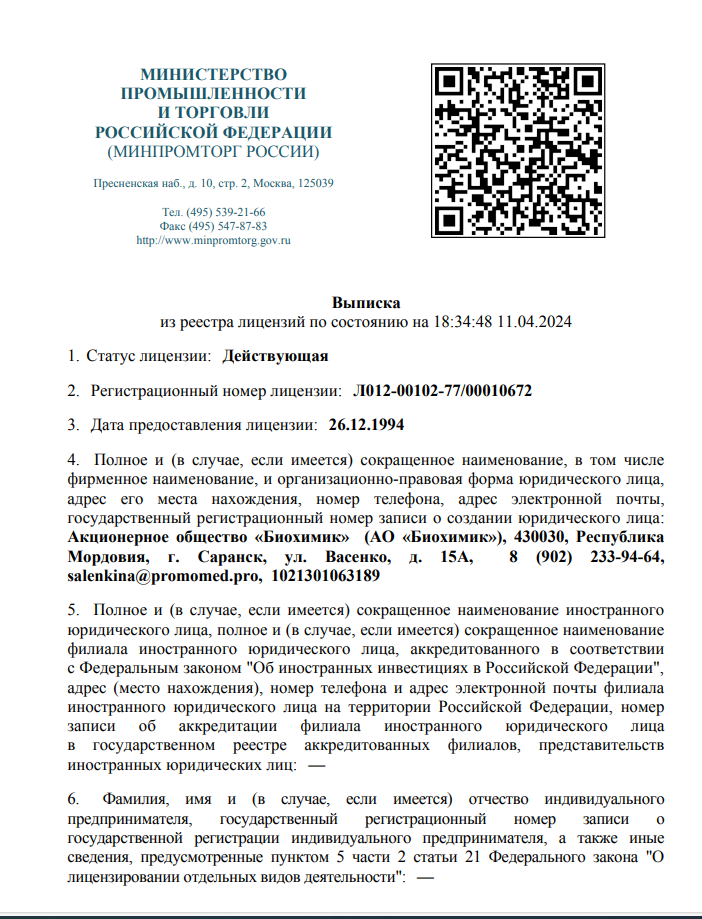 МИНИСТЕРСТВО
ПРОМЫШЛЕННОСТИ
И ТОРГОВЛИ
РОССИЙСКОЙ ФЕДЕРАЦИИ
(МИНПРОМТОРГ РОССИИ)
Пресненская наб., д. 10, стр. 2, Москва, 125039
Тел. (495) 539-21-66
Факс (495) 547-87-83
http://www.minpromtorg.gov.ru
Выписка
из реестра лицензий по состоянию на 18:34:48 11.04.2024
1. Статус лицензии: Действующая
2. Регистрационный номер лицензии: Л012-00102-77/00010672
3. Дата предоставления лицензии: 26.12.1994
4. Полное и (в случае, если имеется) сокращенное наименование, в том числе
фирменное наименование, и организационно-правовая форма юридического лица,
адрес его места нахождения, номер телефона, адрес электронной почты,
государственный регистрационный номер записи о создании юридического лица:
Акционерное общество «Биохимик» (АО «Биохимик»), 430030, Республика
Мордовия, г. Саранск, ул. Васенко, д. 15А, 8 (902) 233-94-64,
salenkina@promomed.pro, 1021301063189
5. Полное и (в случае, если имеется) сокращенное наименование иностранного
юридического лица, полное и (в случае, если имеется) сокращенное наименование
филиала иностранного юридического лица, аккредитованного в соответствии
с Федеральным законом "Об иностранных инвестициях в Российской Федерации",
адрес (место нахождения), номер телефона и адрес электронной почты филиала
иностранного юридического лица на территории Российской Федерации, номер
записи об аккредитации филиала иностранного юридического лица
в государственном реестре аккредитованных филиалов, представительств
иностранных юридических лиц: —
6. Фамилия, имя и (в случае, если имеется) отчество индивидуального
предпринимателя, государственный регистрационный номер записи о
государственной регистрации индивидуального предпринимателя, а также иные
сведения, предусмотренные пунктом 5 части 2 статьи 21 Федерального закона "О
лицензировании отдельных видов деятельности": —